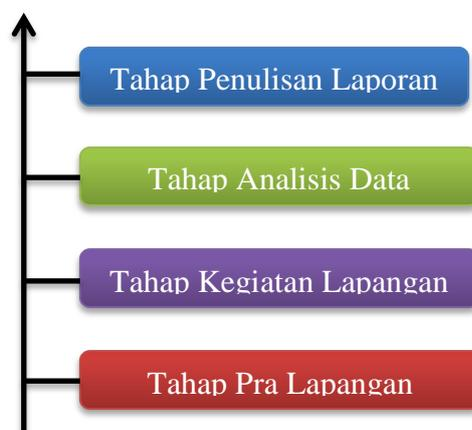 Tahap Penulisan Laporan
Tahap Analisis Data
Tahap Kegiatan Lapangan
Tahap Pra Lapangan